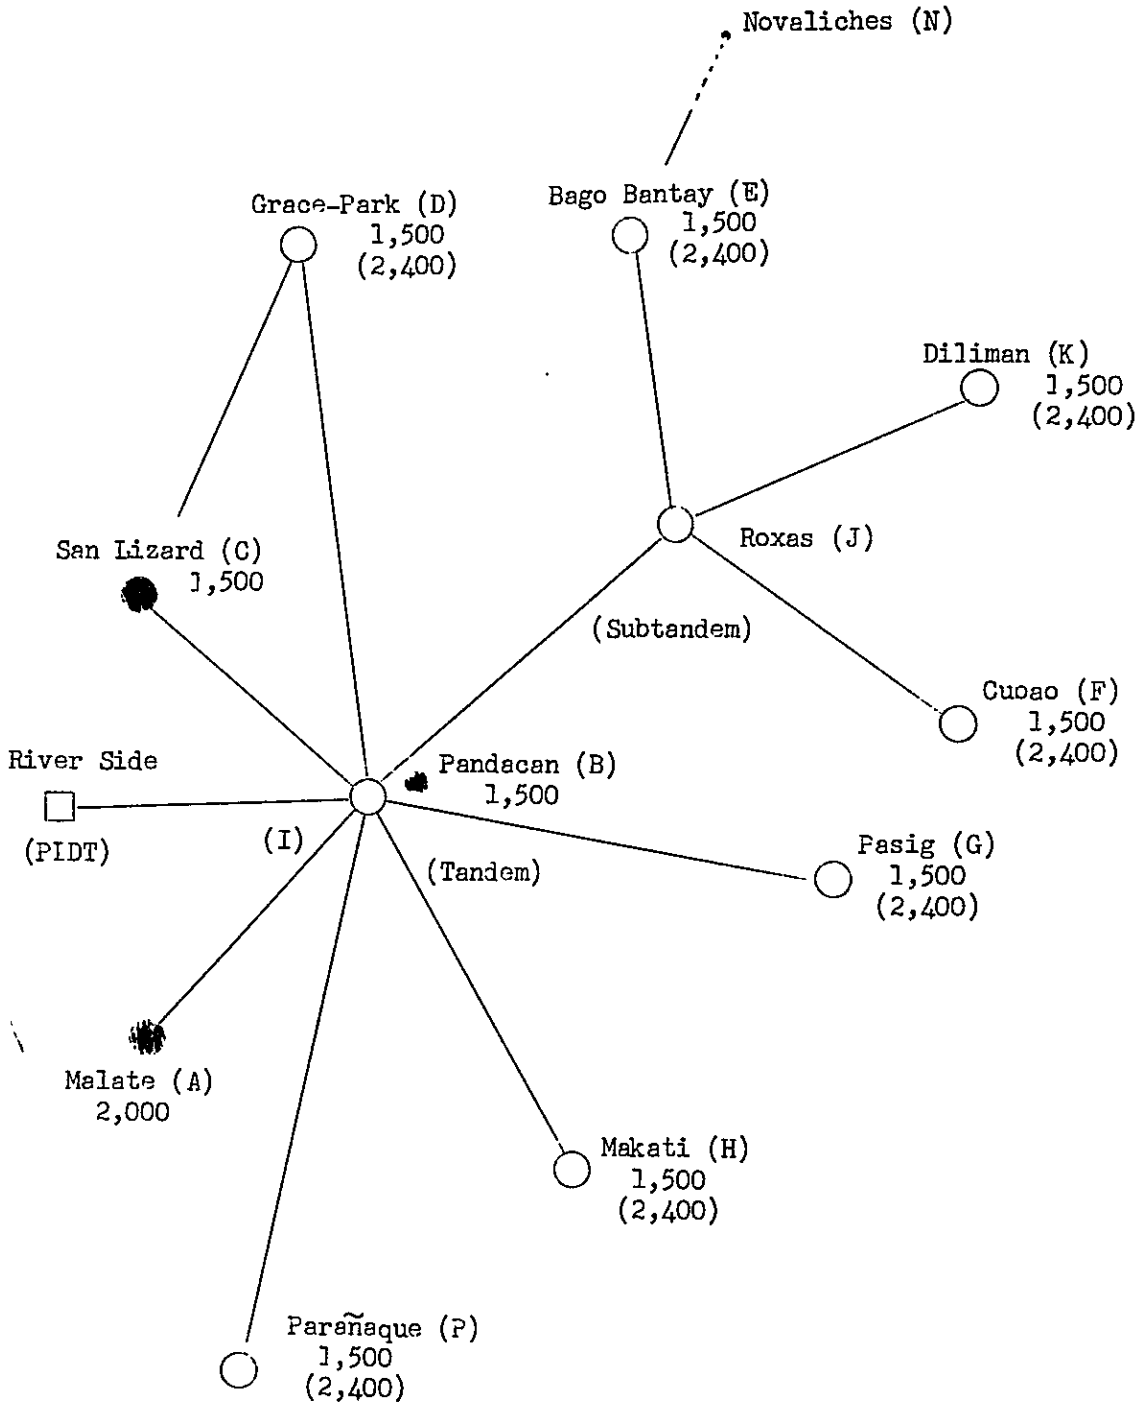 Novaliches (N)
Bago Bantay (E)
1,500
(2,400)
Grace-Park (D)
1,500
(2,400)
Diliman (K)
1,500
(2,400)
San Lizard (C)
1,500
Roxas (J)
(Subtandem)
Cuoao (F)
1,500
(2,400)
River Side
(PIDT)
Pandacan (B)
1,500
(I)
(Tandem)
Pasig (G)
1,500
(2,400)
Malate (A)
2,000
Makati (H)
1,500
(2,400)
Parañaque (P)
1,500
(2,400)